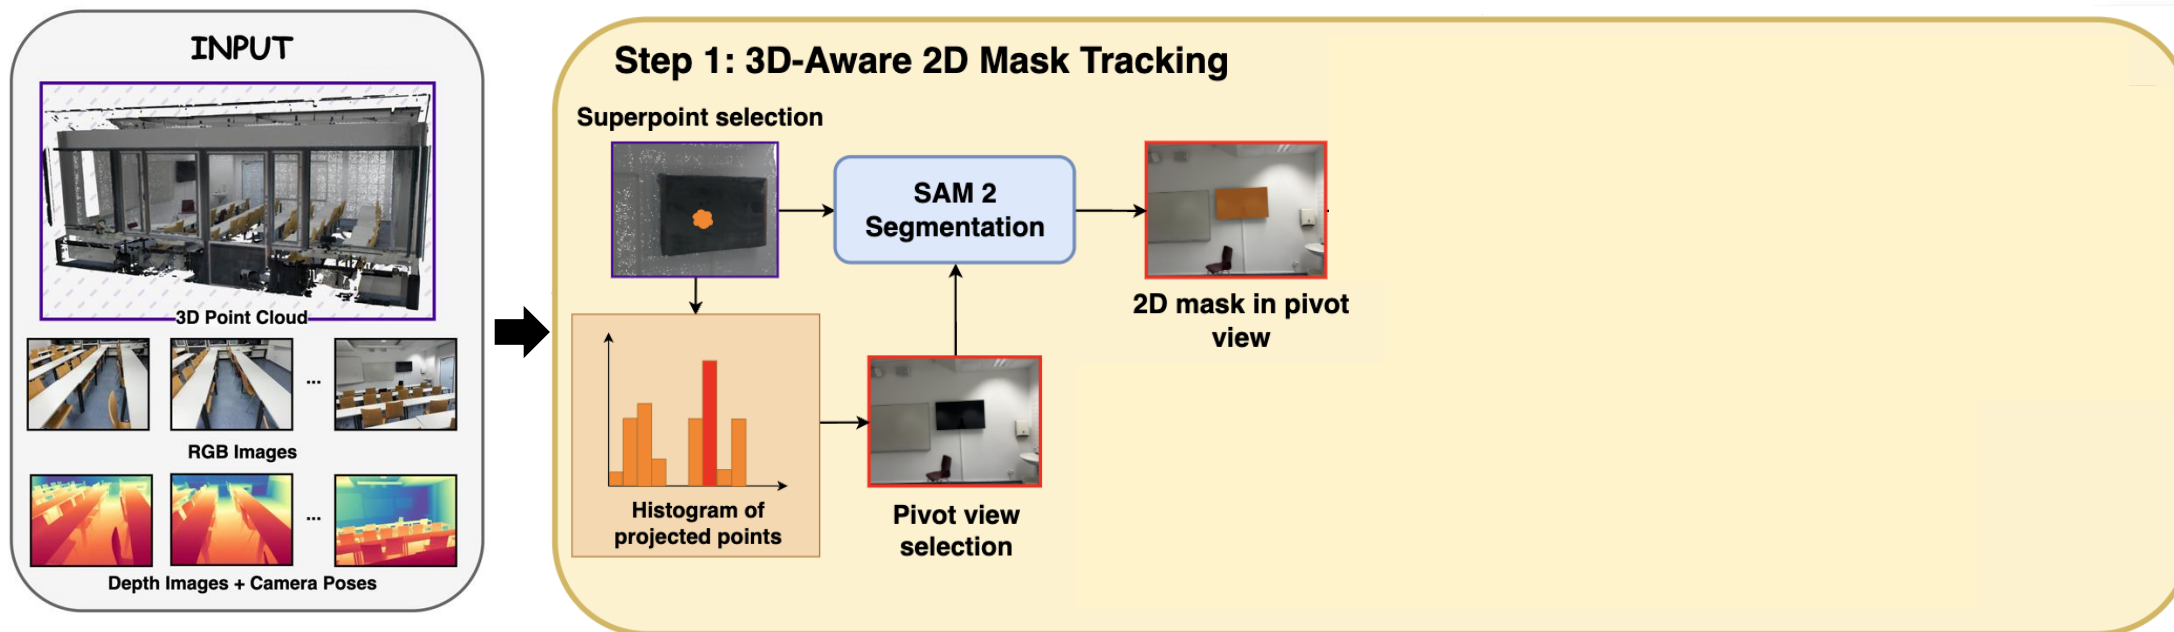 INPUT
3D Point Cloud
...
RGB Images
...
Depth Images + Camera Poses
Step 1: 3D-Aware 2D Mask Tracking
Superpoint selection
SAM 2
Segmentation
2D mask in pivot
view
Histogram of
projected points
Pivot view
selection